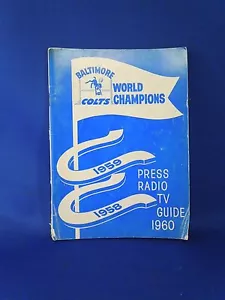 BALTIMORE
COLTS
WORLD
CHAMPIONS
1959
1958
PRESS
RADIO
TV
GUIDE
1960